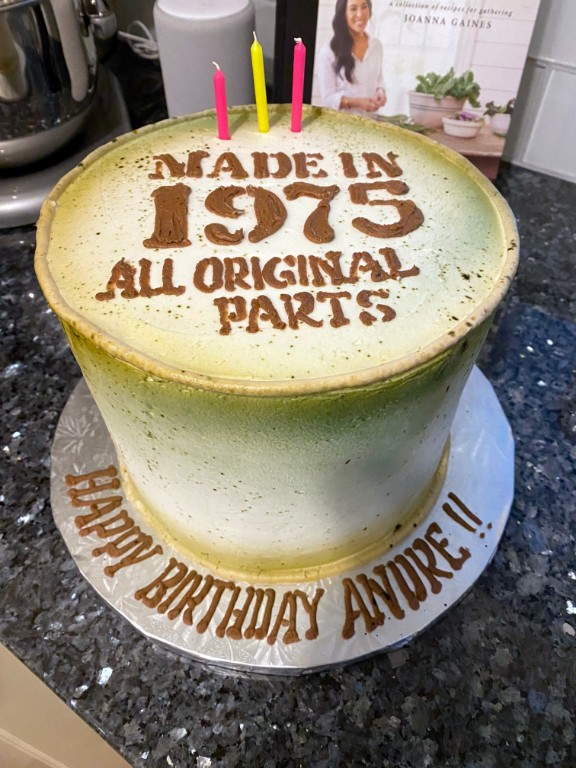 a collection of recipes for gathering
JOANNA GAINES
MADE IN
1975
ALL ORIGINAL
PARTS
HAPPY BIRTHDAY ANDRE !!